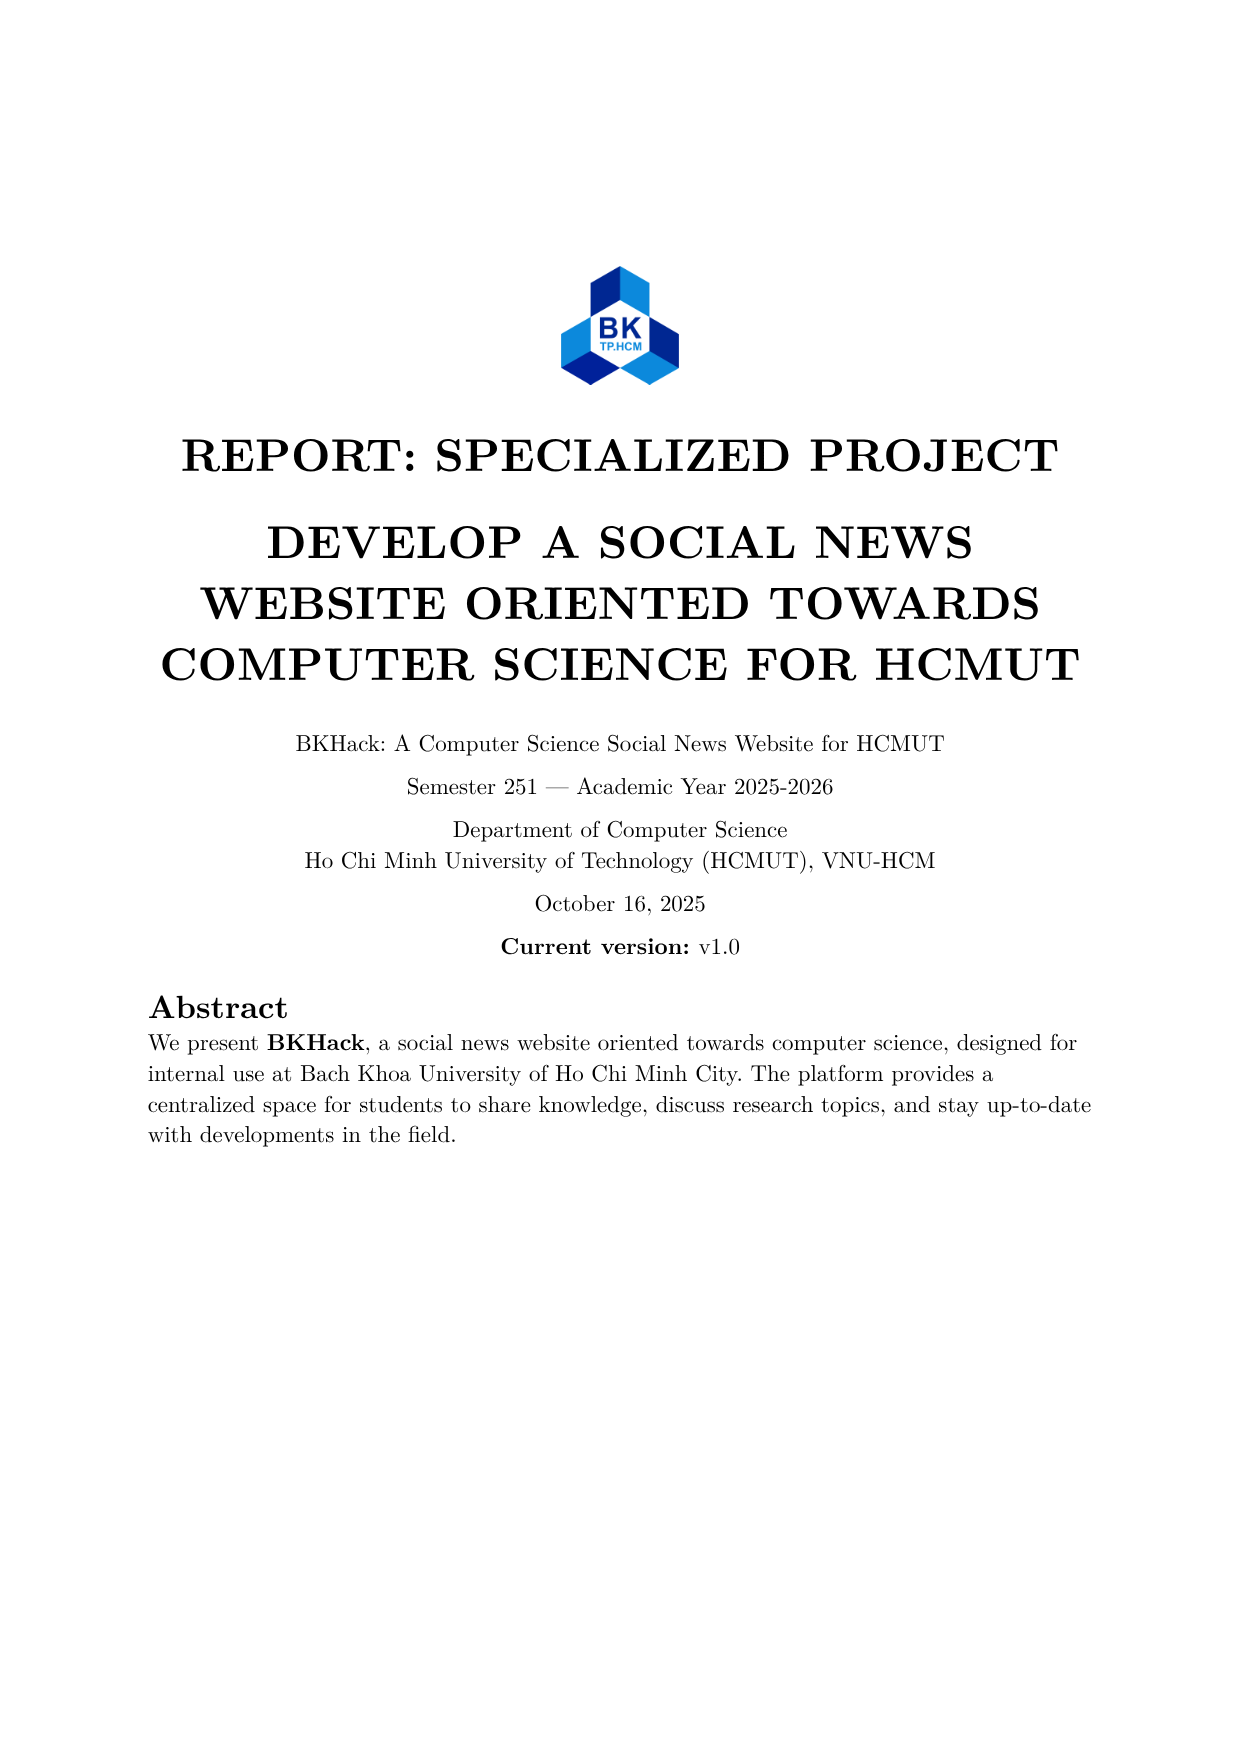 BK
TP.HCM
REPORT: SPECIALIZED PROJECT
DEVELOP A SOCIAL NEWS
WEBSITE ORIENTED TOWARDS
COMPUTER SCIENCE FOR HCMUT
BKHack: A Computer Science Social News Website for HCMUT
Semester 251 — Academic Year 2025-2026
Department of Computer Science
Ho Chi Minh University of Technology (HCMUT), VNU-HCM
October 16, 2025
Current version: v1.0
Abstract
We present BKHack, a social news website oriented towards computer science, designed for
internal use at Bach Khoa University of Ho Chi Minh City. The platform provides a
centralized space for students to share knowledge, discuss research topics, and stay up-to-date
with developments in the field.